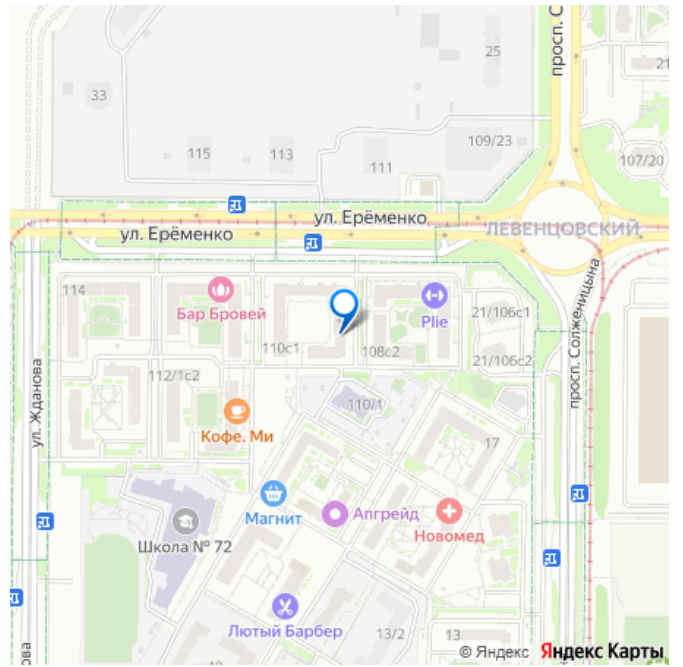 просп. С
25
21
33
115
113
111
109/23
107/20
ул. Ерёменко
ул. Ерёменко
ЛЕВЕНЦОВСКИЙ
114
Бар Бровей
Plie
21/106с1
110с1
108с2
21/106с2
просп. Солженицына
ул. Жданова
112/1с2
110/1
Кофе. Ми
17
Магнит
Апгрейд
Новомед
Школа № 72
Лютый Барбер
13/2
13
ова
© Яндекс Яндекс Карты